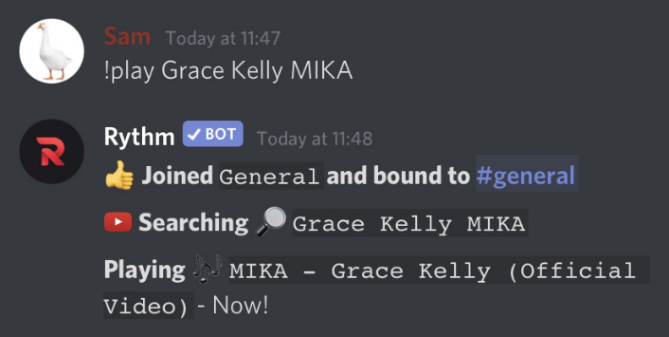 Sam Today at 11:47
!play Grace Kelly MIKA
Rythm ✓ BOT Today at 11:48
👍 Joined General and bound to #general
Searching 🔎 Grace Kelly MIKA
Playing 🎶 MIKA - Grace Kelly (Official
Video) - Now!